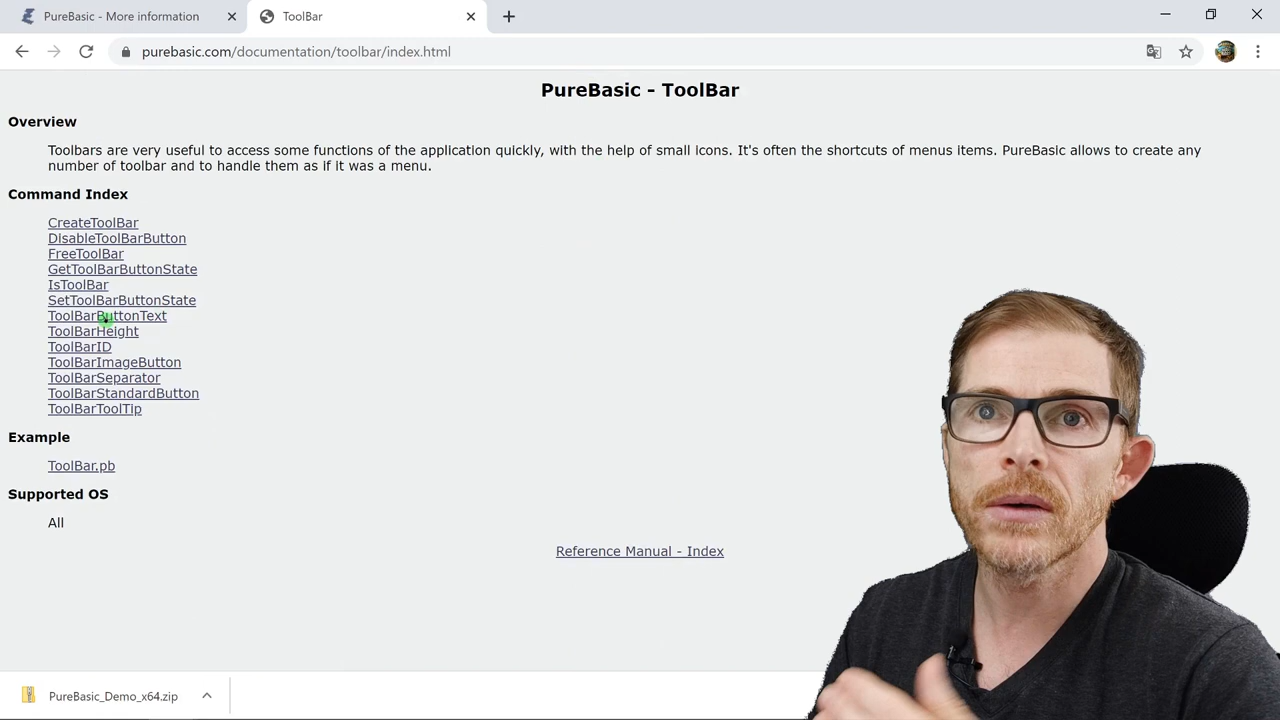 PureBasic - More information
ToolBar
purebasic.com/documentation/toolbar/index.html
PureBasic - ToolBar
Overview
Toolbars are very useful to access some functions of the application quickly, with the help of small icons. It's often the shortcuts of menus items. PureBasic allows to create any
number of toolbar and to handle them as if it was a menu.
Command Index
CreateToolBar
DisableToolBarButton
FreeToolBar
GetToolBarButtonState
IsToolBar
SetToolBarButtonState
ToolBarButtonText
ToolBarHeight
ToolBarID
ToolBarImageButton
ToolBarSeparator
ToolBarStandardButton
ToolBarToolTip
Example
ToolBar.pb
Supported OS
All
Reference Manual - Index
PureBasic_Demo_x64.zip